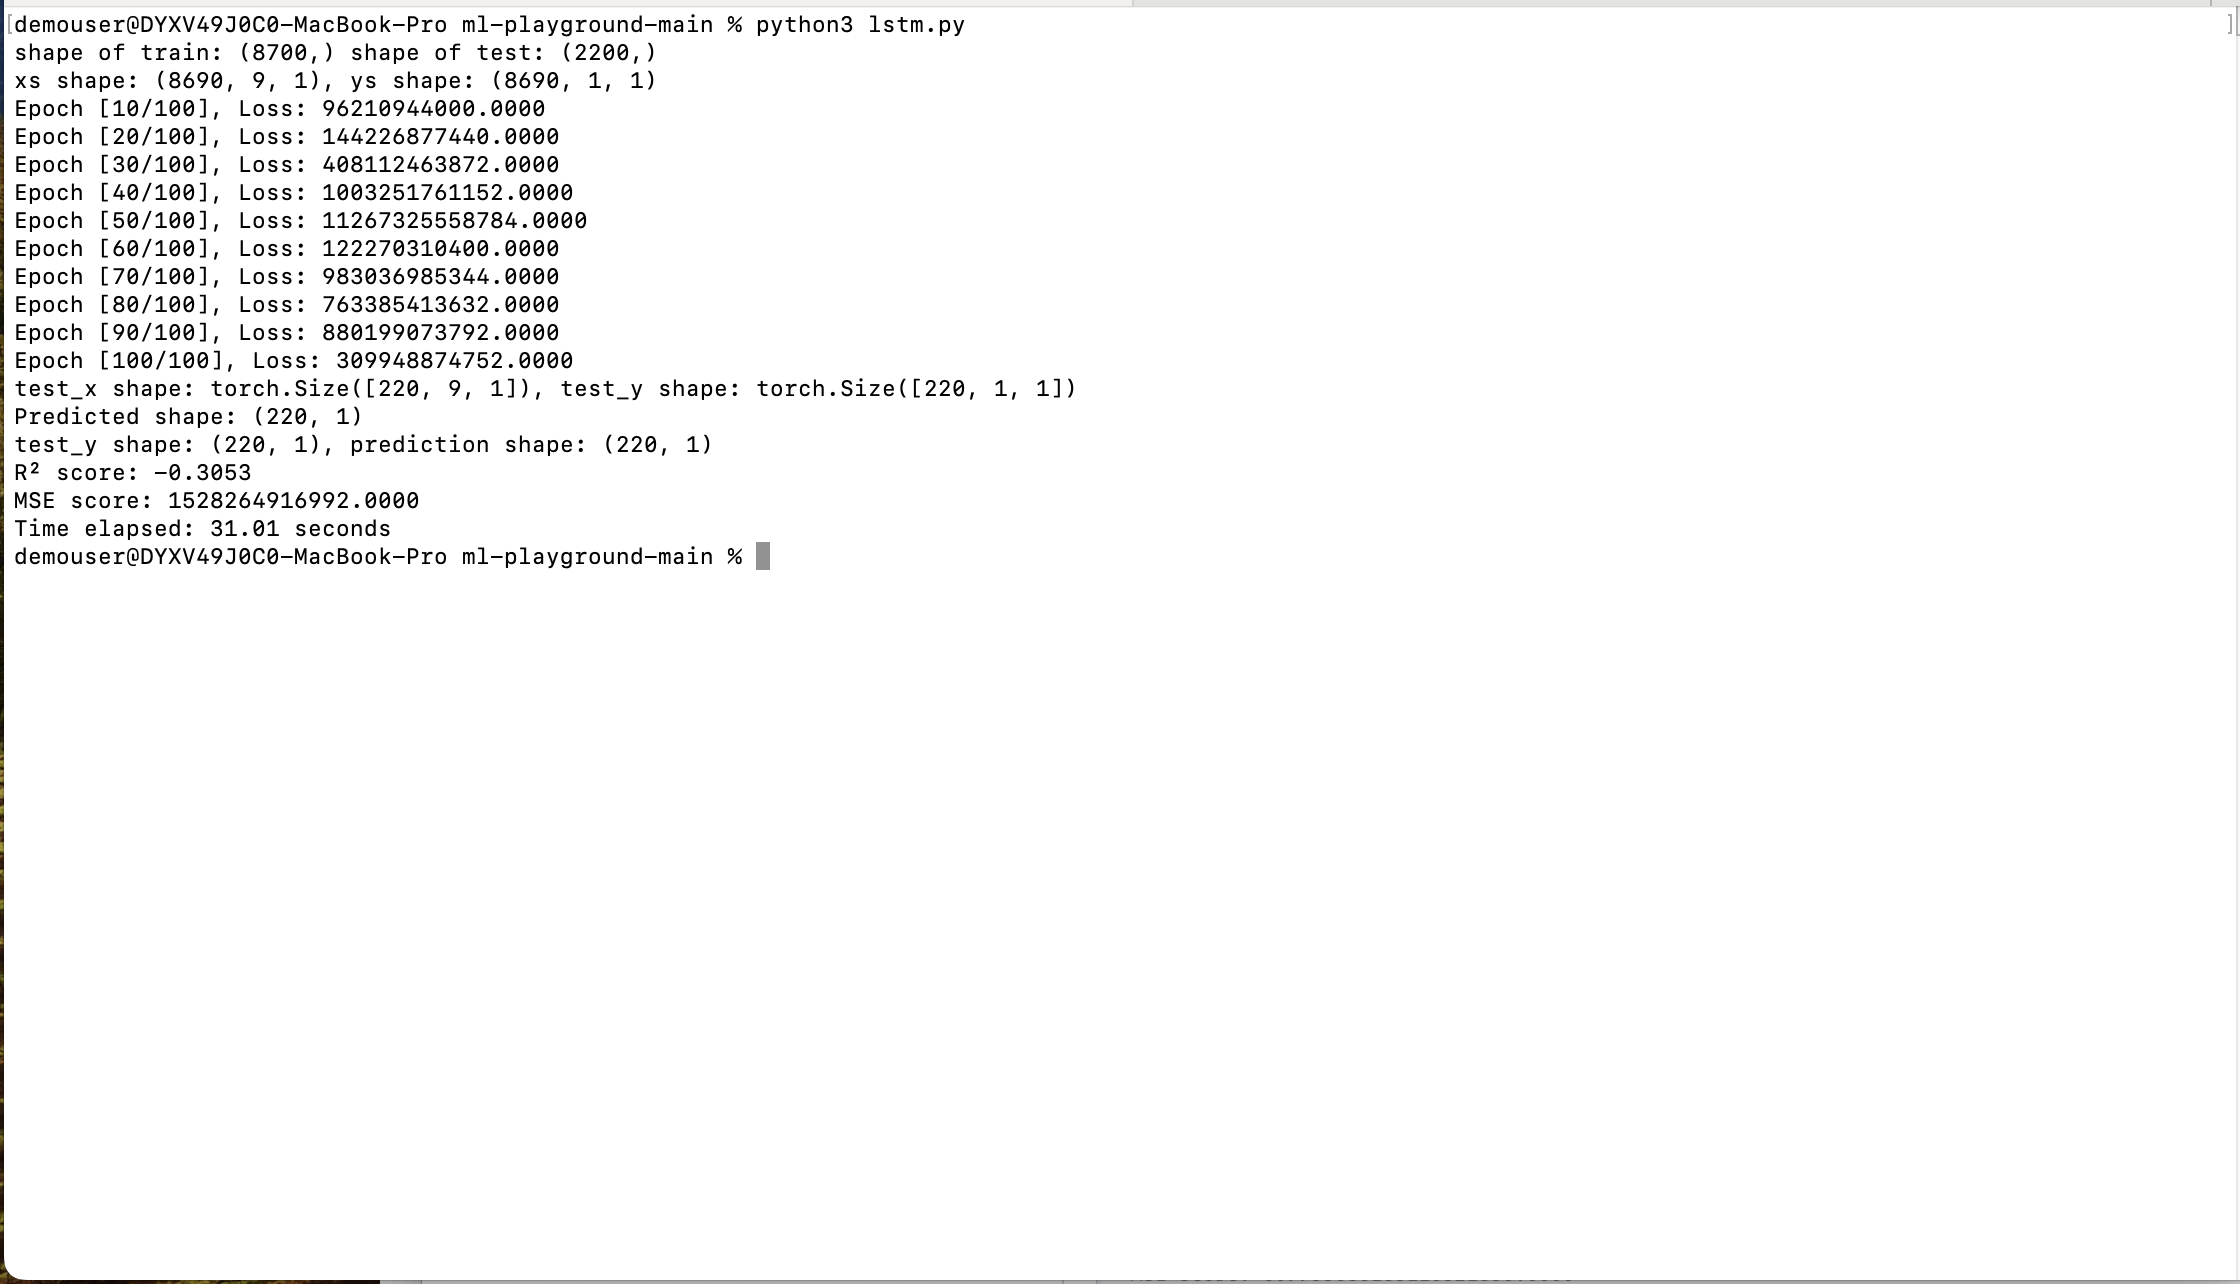 demouser@DYXV49J0C0-MacBook-Pro ml-playground-main % python3 lstm.py
shape of train: (8700,) shape of test: (2200,)
xs shape: (8690, 9, 1), ys shape: (8690, 1, 1)
Epoch [10/100], Loss: 96210944000.0000
Epoch [20/100], Loss: 144226877440.0000
Epoch [30/100], Loss: 408112463872.0000
Epoch [40/100], Loss: 1003251761152.0000
Epoch [50/100], Loss: 11267325558784.0000
Epoch [60/100], Loss: 122270310400.0000
Epoch [70/100], Loss: 983036985344.0000
Epoch [80/100], Loss: 763385413632.0000
Epoch [90/100], Loss: 880199073792.0000
Epoch [100/100], Loss: 309948874752.0000
test_x shape: torch.Size([220, 9, 1]), test_y shape: torch.Size([220, 1, 1])
Predicted shape: (220, 1)
test_y shape: (220, 1), prediction shape: (220, 1)
R² score: -0.3053
MSE score: 1528264916992.0000
Time elapsed: 31.01 seconds
demouser@DYXV49J0C0-MacBook-Pro ml-playground-main %